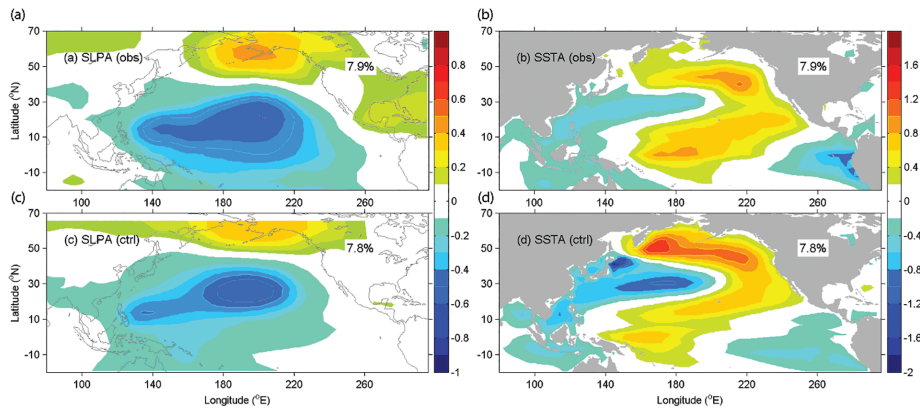 (a)
(b)
(a) SLPA (obs)
7.9%
(b) SSTA (obs)
7.9%
70
50
30
10
-10
Latitude (°N)
100 140 180 220 260
0.8
0.6
0.4
0.2
0
-0.2
-0.4
-0.6
-0.8
-1
70
50
30
10
-10
100 140 180 220 260
1.6
1.2
0.8
0.4
0
-0.4
-0.8
-1.2
-1.6
-2
(c)
(d)
(c) SLPA (ctrl)
7.8%
(d) SSTA (ctrl)
7.8%
70
50
30
10
-10
Latitude (°N)
100 140 180 220 260
Longitude (°E)
70
50
30
10
-10
100 140 180 220 260
Longitude (°E)